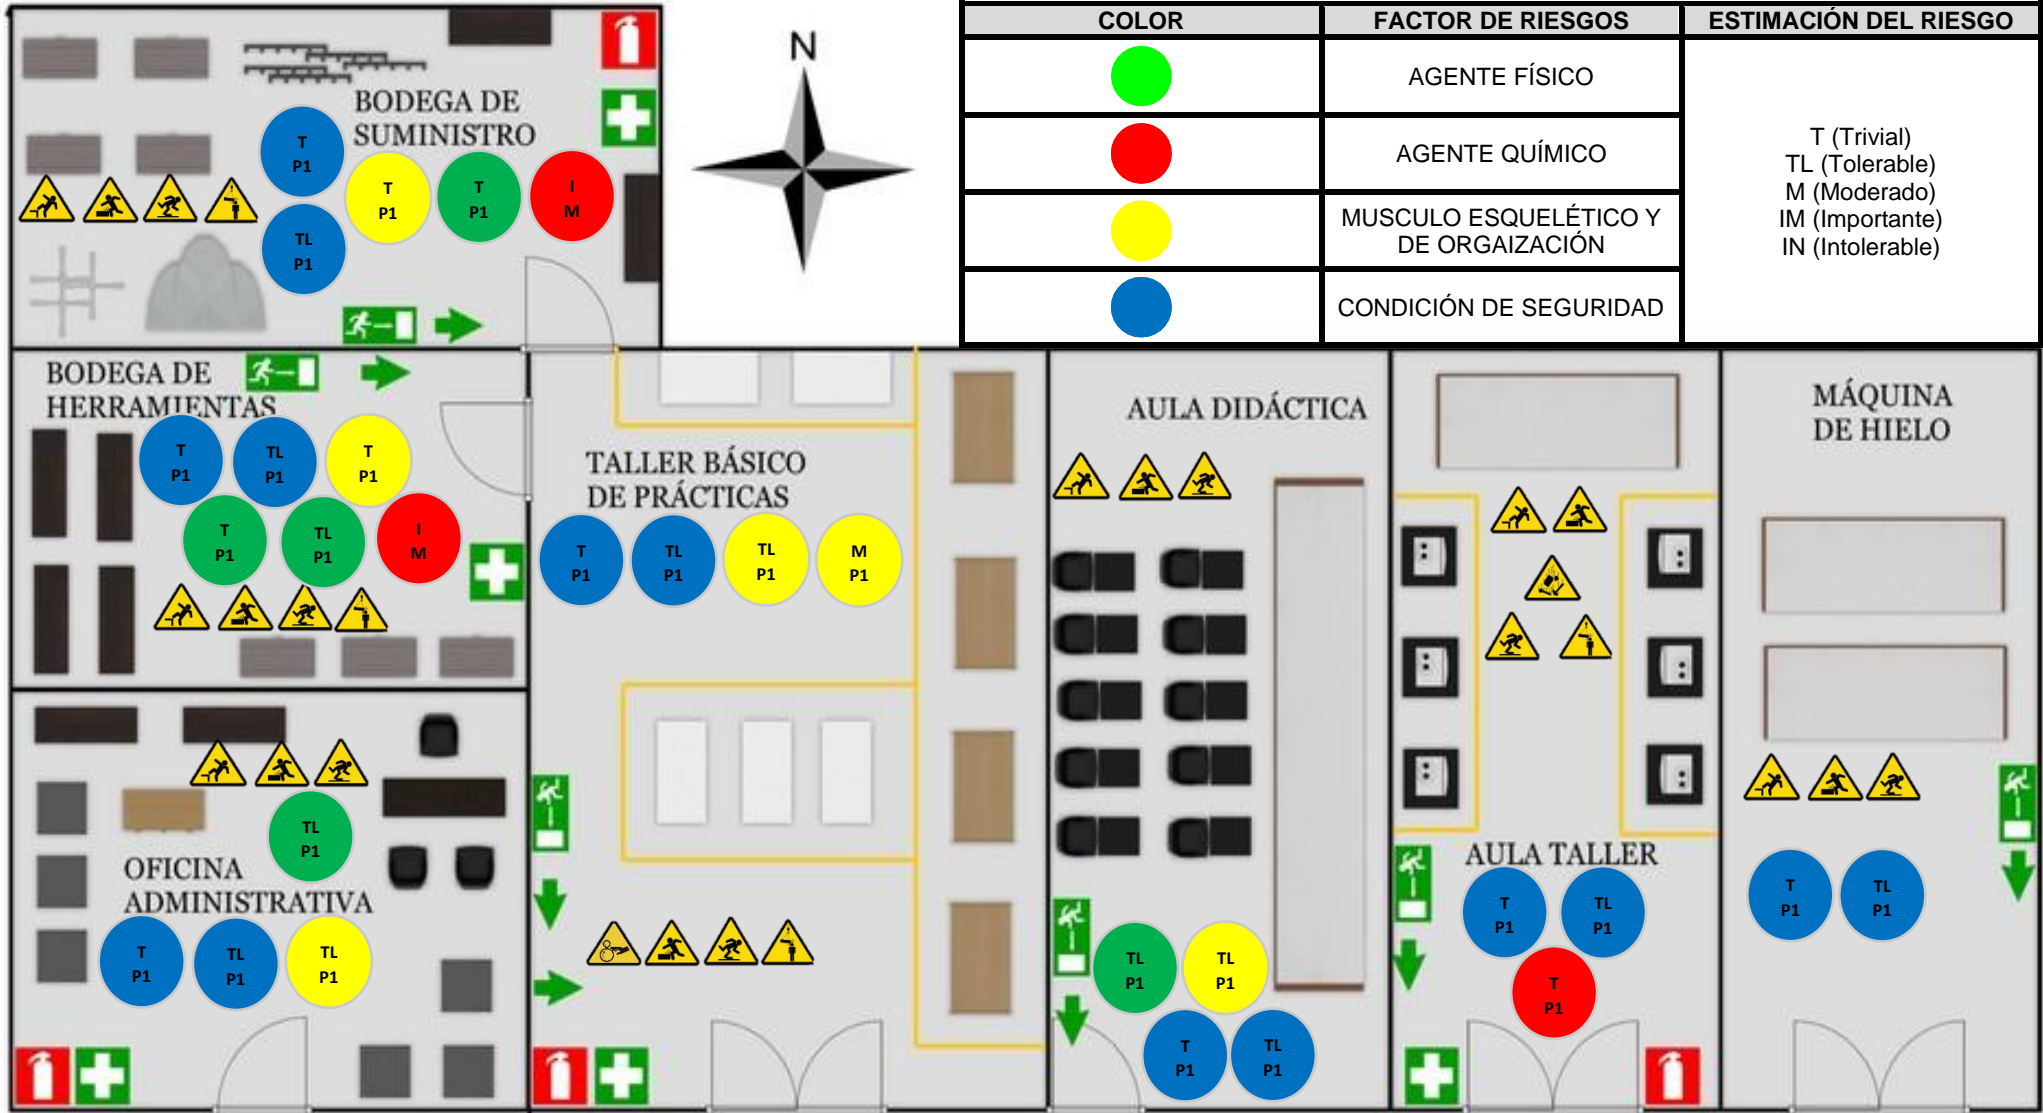 COLOR
FACTOR DE RIESGOS
ESTIMACIÓN DEL RIESGO
AGENTE FÍSICO
AGENTE QUÍMICO
MUSCULO ESQUELÉTICO Y
DE ORGAIZACIÓN
CONDICIÓN DE SEGURIDAD
T (Trivial)
TL (Tolerable)
M (Moderado)
IM (Importante)
IN (Intolerable)
N
BODEGA DE
SUMINISTRO
T
P1
TL
P1
T
P1
T
P1
I
M
BODEGA DE
HERRAMIENTAS
T
P1
TL
P1
T
P1
T
P1
TL
P1
I
M
OFICINA
ADMINISTRATIVA
TL
P1
T
P1
TL
P1
TL
P1
TALLER BÁSICO
DE PRÁCTICAS
T
P1
TL
P1
TL
P1
M
P1
AULA DIDÁCTICA
TL
P1
TL
P1
T
P1
TL
P1
AULA TALLER
T
P1
TL
P1
T
P1
MÁQUINA
DE HIELO
T
P1
TL
P1